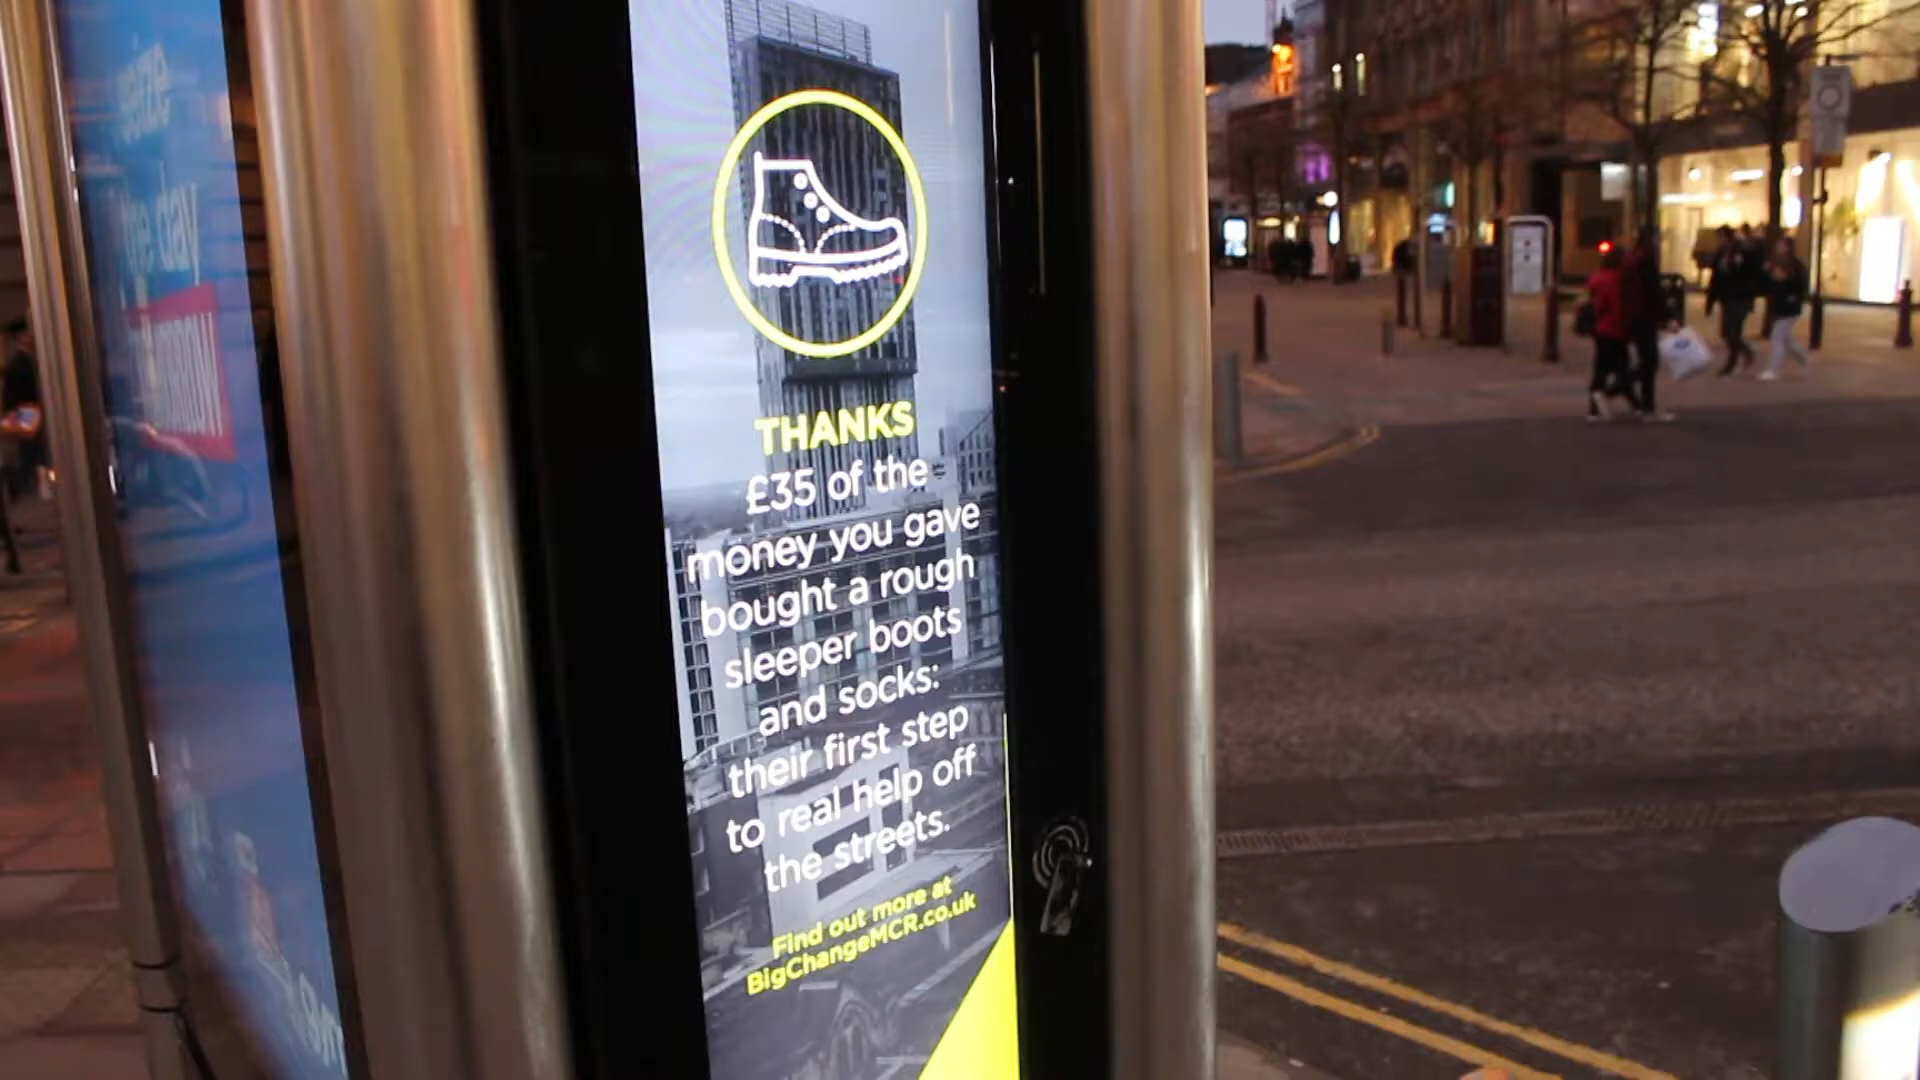 seize
the day
THANKS
£35 of the
money you gave
bought a rough
sleeper boots
and socks:
their first step
to real help off
the streets.
Find out more at
BigChangeMCR.co.uk